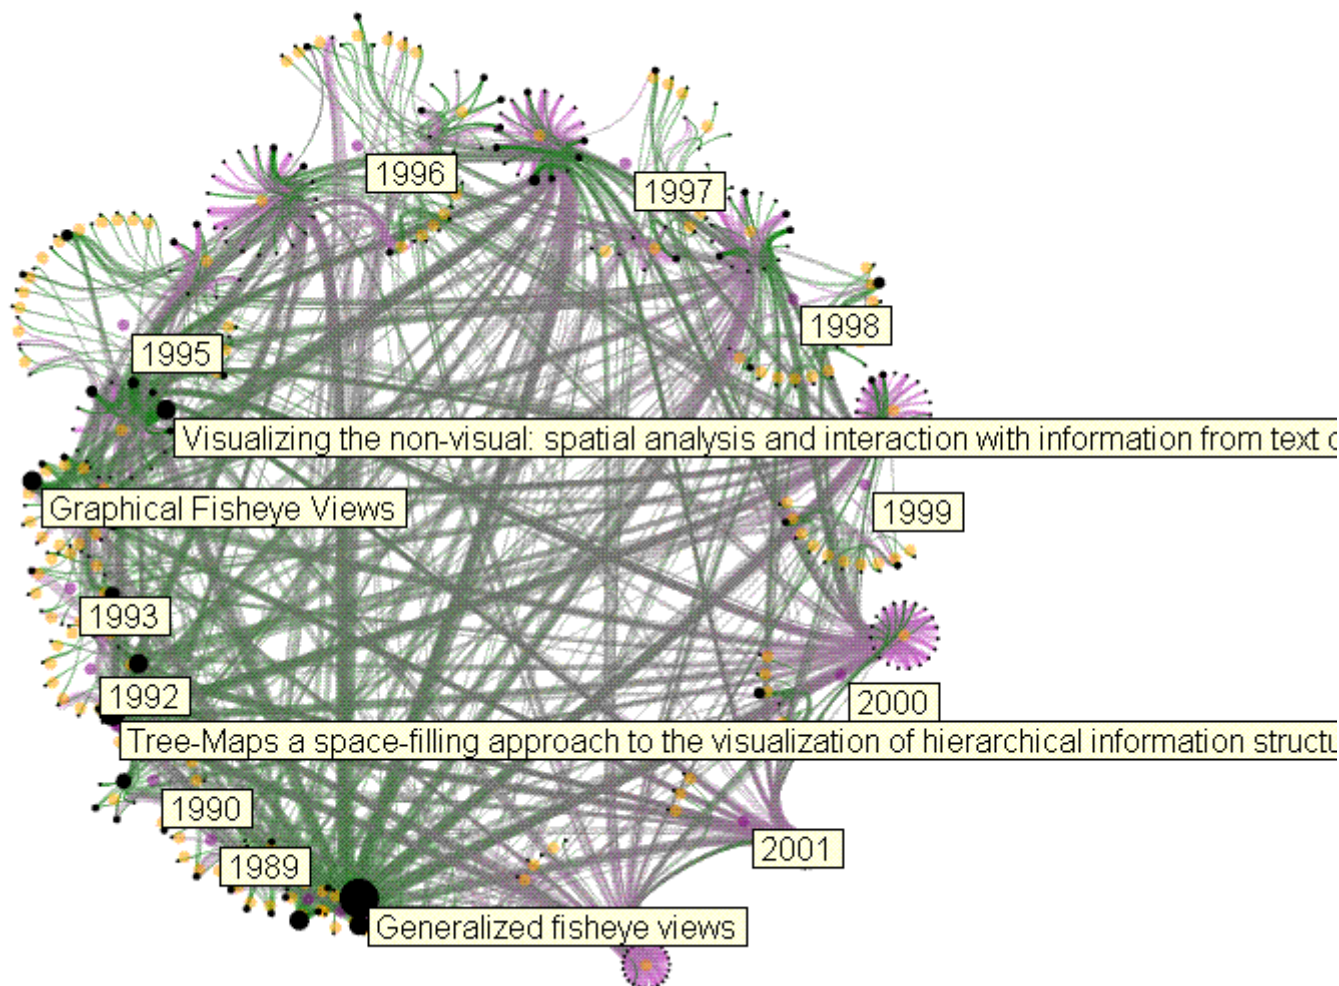 1996
1997
1998
1995
Visualizing the non-visual: spatial analysis and interaction with information from text
Graphical Fisheye Views
1999
1993
1992
2000
Tree-Maps a space-filling approach to the visualization of hierarchical information
1990
2001
1989
Generalized fisheye views